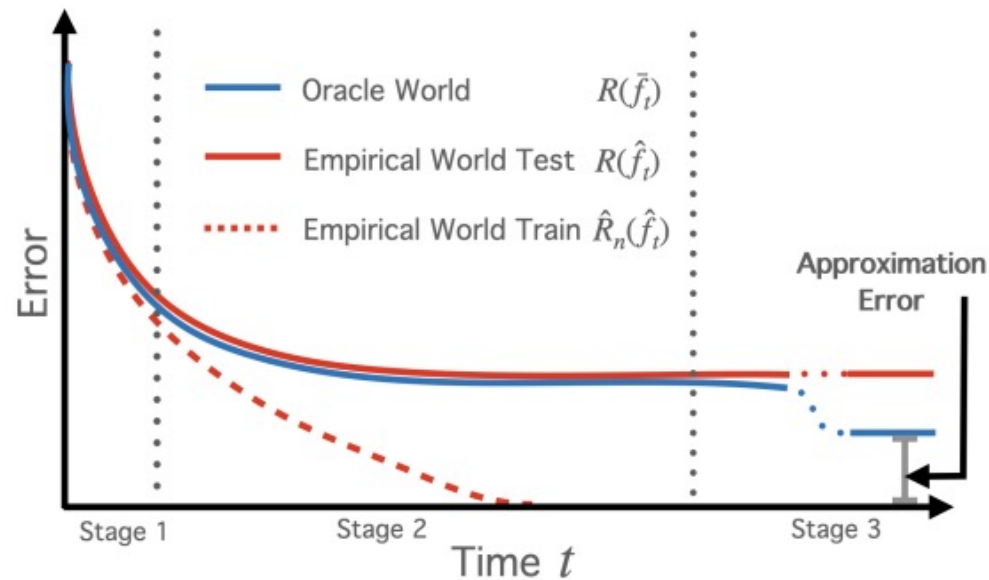 Error
Oracle World R(f̄_t)
Empirical World Test R(f̂_t)
Empirical World Train R̂_n(f̂_t)
Approximation
Error
Stage 1
Stage 2
Stage 3
Time t